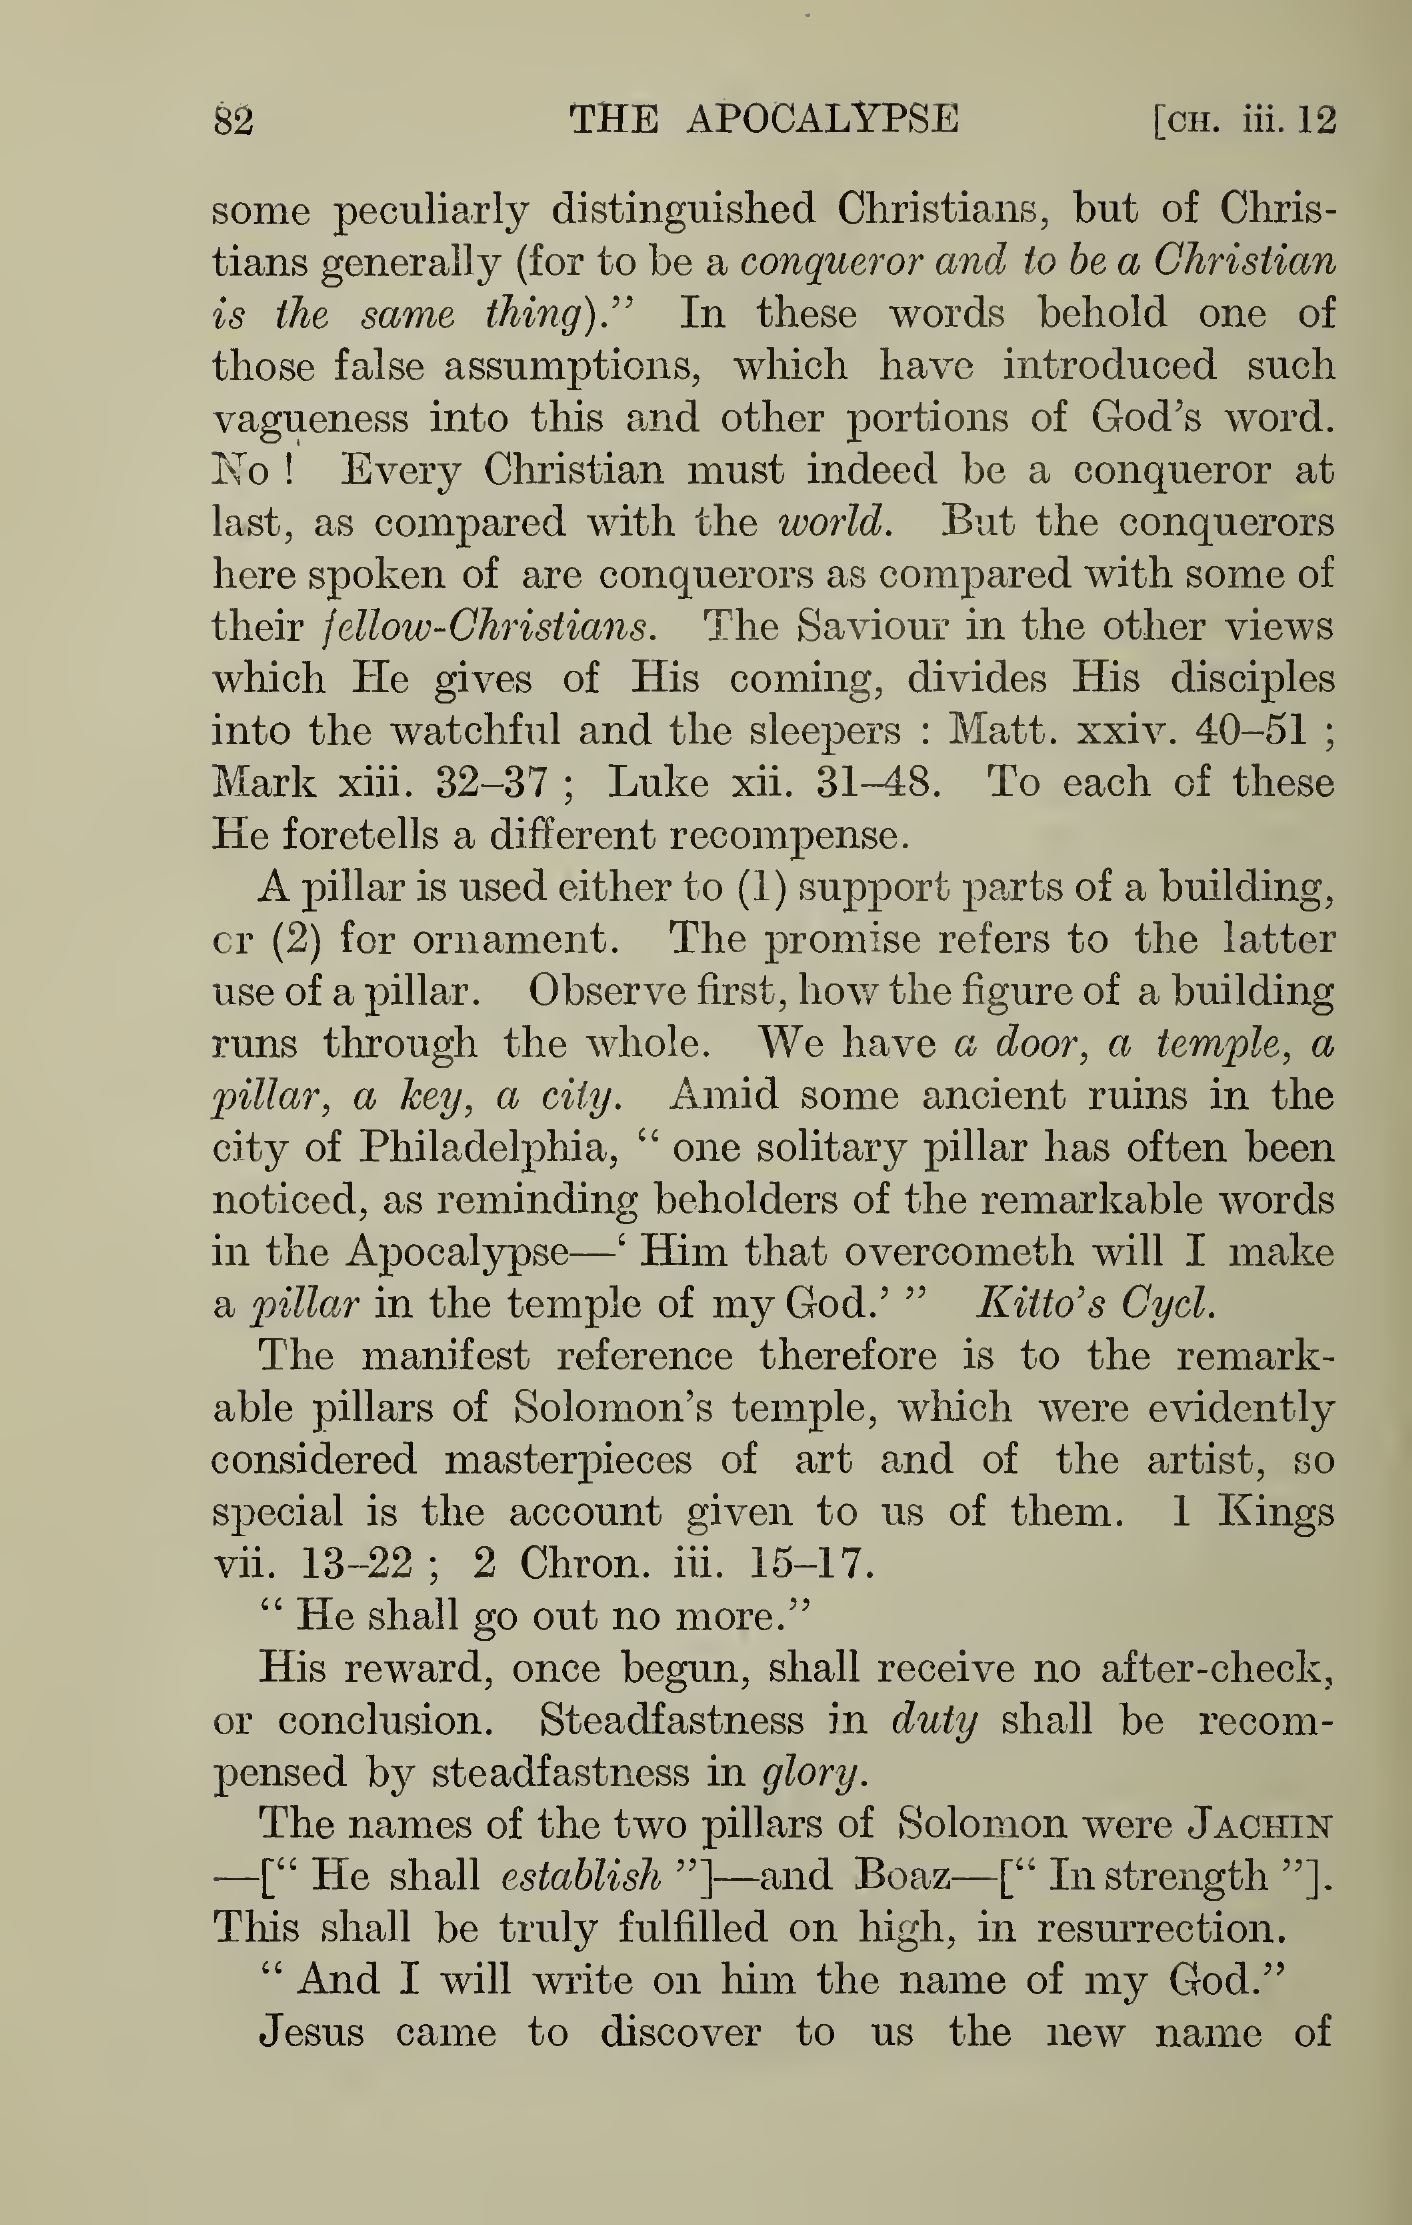 82 THE APOCALYPSE [CH. iii. 12
some peculiarly distinguished Christians, but of Chris-
tians generally (for to be a conqueror and to be a Christian
is the same thing).” In these words behold one of
those false assumptions, which have introduced such
vagueness into this and other portions of God’s word.
No ! Every Christian must indeed be a conqueror at
last, as compared with the world. But the conquerors
here spoken of are conquerors as compared with some of
their fellow-Christians. The Saviour in the other views
which He gives of His coming, divides His disciples
into the watchful and the sleepers : Matt. xxiv. 40–51 ;
Mark xiii. 32–37 ; Luke xii. 31–48. To each of these
He foretells a different recompense.
A pillar is used either to (1) support parts of a building,
or (2) for ornament. The promise refers to the latter
use of a pillar. Observe first, how the figure of a building
runs through the whole. We have a door, a temple, a
pillar, a key, a city. Amid some ancient ruins in the
city of Philadelphia, “ one solitary pillar has often been
noticed, as reminding beholders of the remarkable words
in the Apocalypse—‘ Him that overcometh will I make
a pillar in the temple of my God.’ ” Kitto’s Cycl.
The manifest reference therefore is to the remark-
able pillars of Solomon’s temple, which were evidently
considered masterpieces of art and of the artist, so
special is the account given to us of them. 1 Kings
vii. 13–22 ; 2 Chron. iii. 15–17.
“ He shall go out no more.”
His reward, once begun, shall receive no after-check,
or conclusion. Steadfastness in duty shall be recom-
pensed by steadfastness in glory.
The names of the two pillars of Solomon were JACHIN
—[“ He shall establish ”]—and Boaz—[“ In strength ”].
This shall be truly fulfilled on high, in resurrection.
“ And I will write on him the name of my God.”
Jesus came to discover to us the new name of